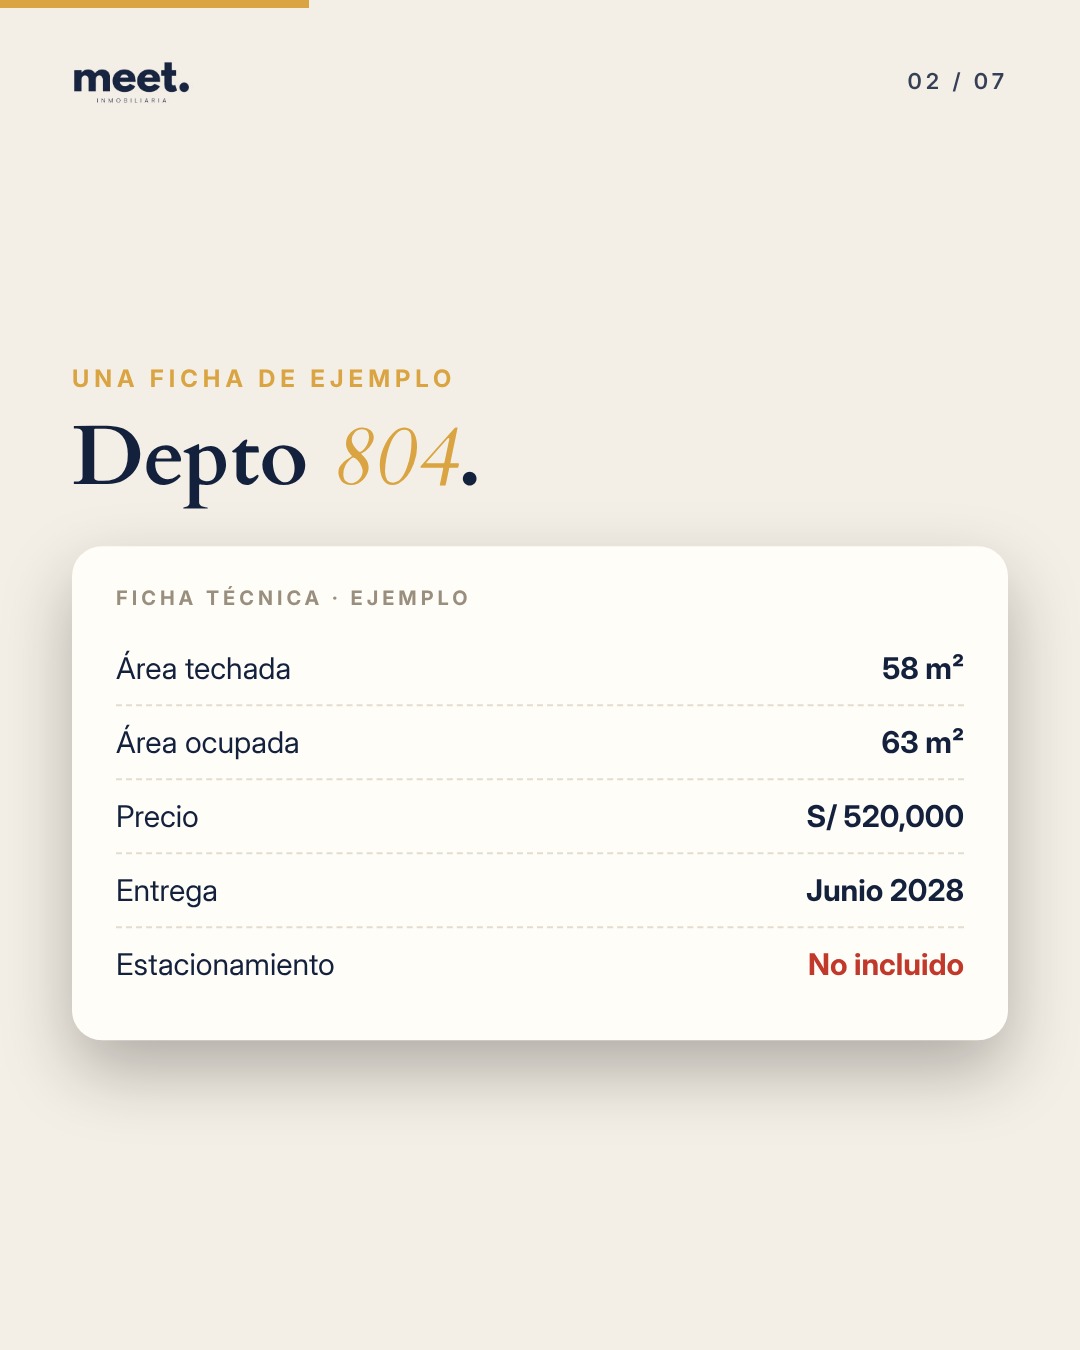 meet.
INMOBILIARIA
02 / 07
UNA FICHA DE EJEMPLO
Depto 804.
FICHA TÉCNICA · EJEMPLO
Área techada 58 m²
Área ocupada 63 m²
Precio S/ 520,000
Entrega Junio 2028
Estacionamiento No incluido